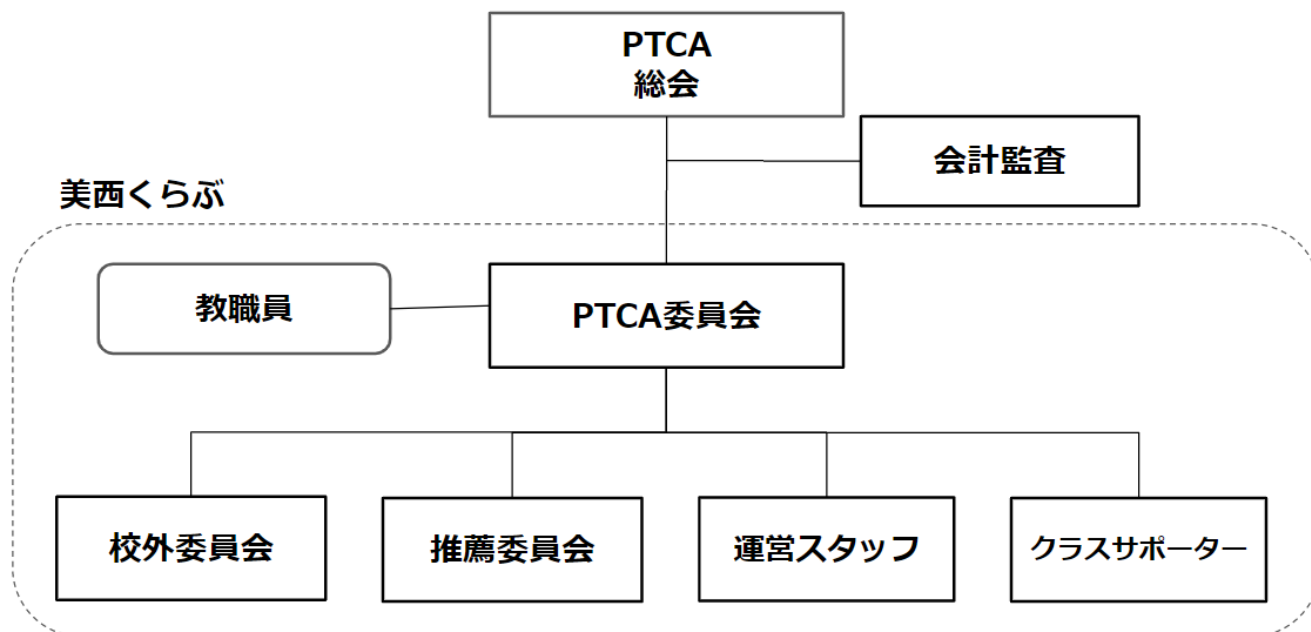 PTCA
総会
会計監査
美西くらぶ
教職員
PTCA委員会
校外委員会
推薦委員会
運営スタッフ
クラスサポーター